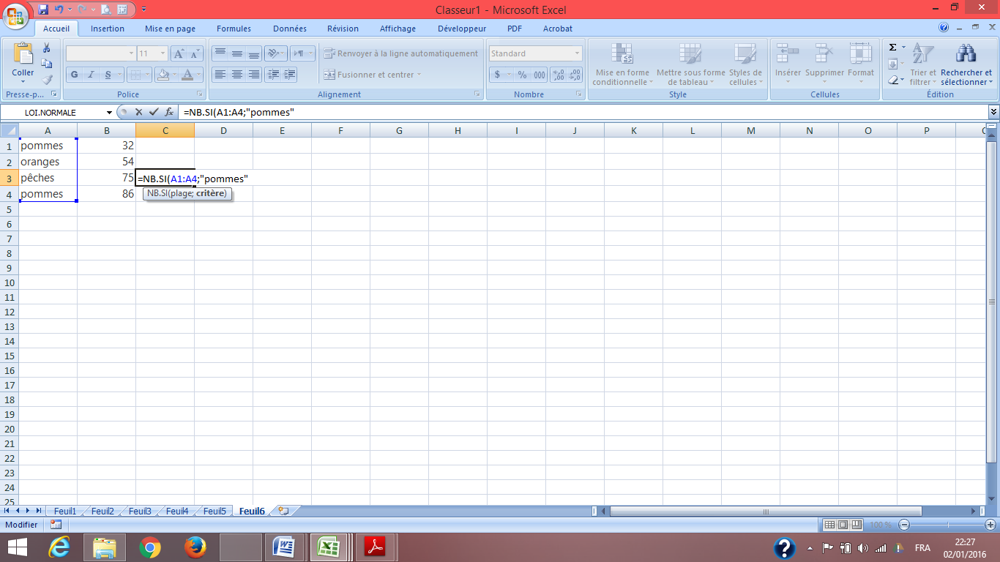 Classeur1 - Microsoft Excel
Accueil Insertion Mise en page Formules Données Révision Affichage Développeur PDF Acrobat
11 Renvoyer à la ligne automatiquement Standard
Coller G I S Fusionner et centrer $ % 000 Mise en forme conditionnelle Mettre sous forme de tableau Styles de cellules Insérer Supprimer Format Σ Trier et filtrer Rechercher et sélectionner
Presse-p... Police Alignement Nombre Style Cellules Édition
LOI.NORMALE fx =NB.SI(A1:A4;"pommes"
A B C D E F G H I J K L M N O P
1 pommes 32
2 oranges 54
3 pêches 75 =NB.SI(A1:A4;"pommes"
4 pommes 86 NB.SI(plage; critère)
5
6
7
8
9
10
11
12
13
14
15
16
17
18
19
20
21
22
23
24
25
Feuil1 Feuil2 Feuil3 Feuil4 Feuil5 Feuil6
Modifier 100 %
FRA 22:27
02/01/2016